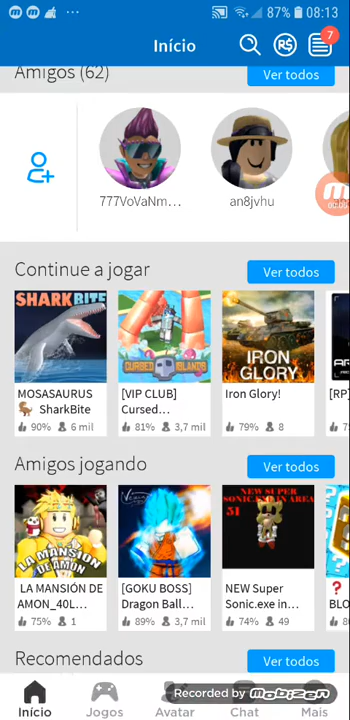 87% 08:13
Início
R$
7
Amigos (62)
Ver todos
777VoVaNm...
an8jvhu
Continue a jogar
Ver todos
SHARKBITE
CURSED ISLANDS
IRON
GLORY
MOSASAURUS
SharkBite
[VIP CLUB]
Cursed...
Iron Glory!
[RP]
90% 6 mil
81% 3,7 mil
79% 8
Amigos jogando
Ver todos
LA MANSION
DE AMON
NEW SUPER
SONIC.EXE IN AREA
51
LA MANSIÓN DE
AMON_40L...
[GOKU BOSS]
Dragon Ball...
NEW Super
Sonic.exe in...
BLO
75% 1
89% 3,7 mil
74% 49
Recomendados
Ver todos
Recorded by Mobizen
Início
Jogos
Avatar
Chat
Mais